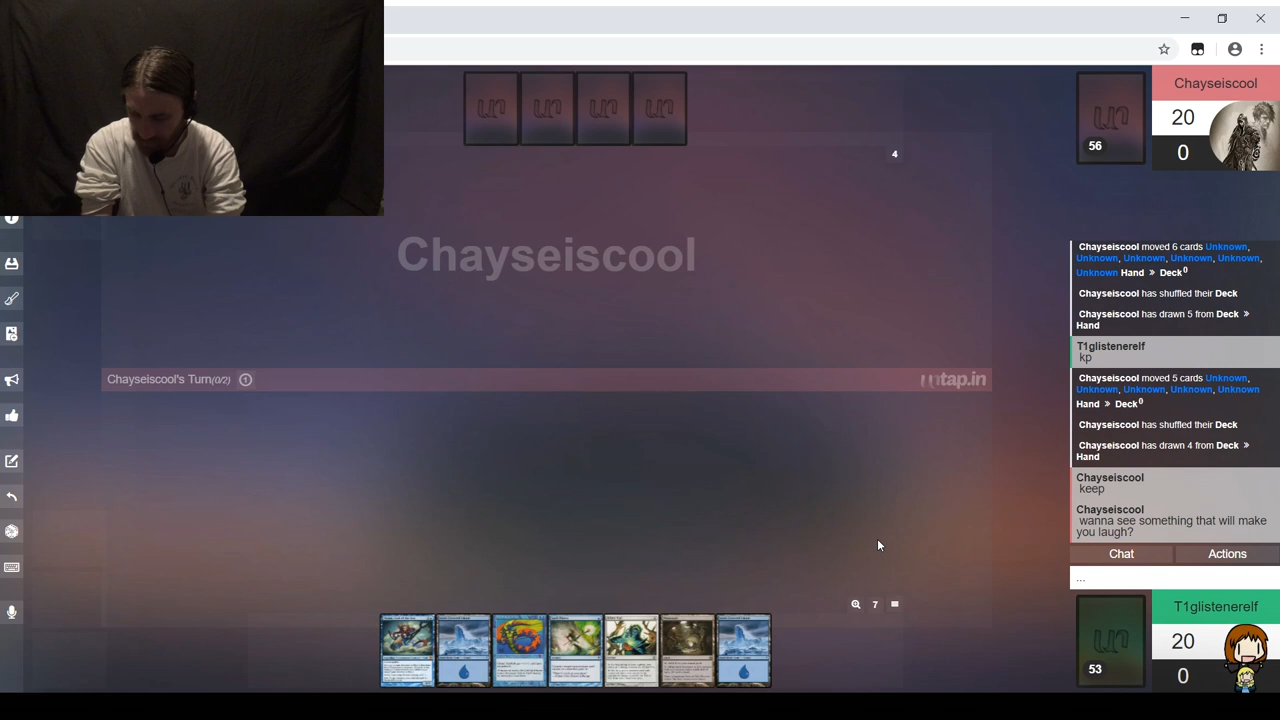 Chayseiscool
20
0
56
4
Chayseiscool
Chayseiscool moved 6 cards Unknown,
Unknown, Unknown, Unknown, Unknown,
Unknown Hand » Deck0
Chayseiscool has shuffled their Deck
Chayseiscool has drawn 5 from Deck »
Hand
T1glistenerelf
kp
Chayseiscool's Turn(0/2) 1
untap.in
Chayseiscool moved 5 cards Unknown,
Unknown, Unknown, Unknown, Unknown
Hand » Deck0
Chayseiscool has shuffled their Deck
Chayseiscool has drawn 4 from Deck »
Hand
Chayseiscool
keep
Chayseiscool
wanna see something that will make
you laugh?
Chat
Actions
...
7
T1glistenerelf
20
0
53